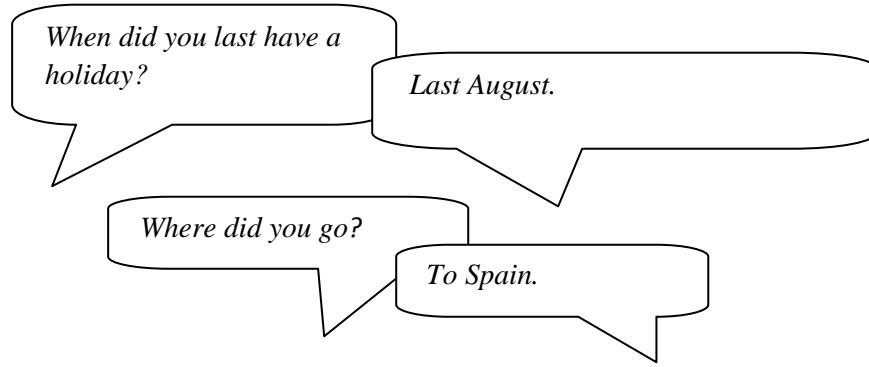 When did you last have a
holiday?
Last August.
Where did you go?
To Spain.